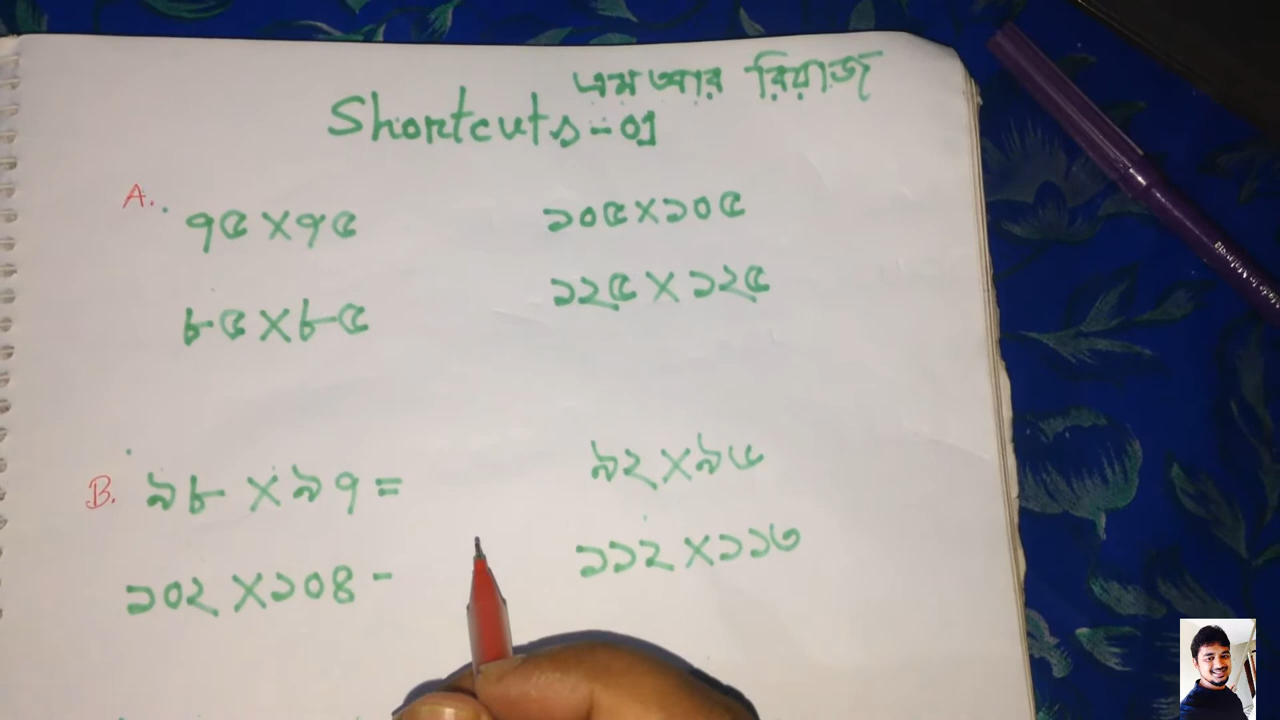 এম আর রিয়াজ
Shortcuts-01
A.
৭৫×৭৫
১০৫×১০৫
৮৫×৮৫
১২৫×১২৫
B. ৯৮×৯৭=
৯২×৯৫
১০২×১০৪-
১১২×১১৩